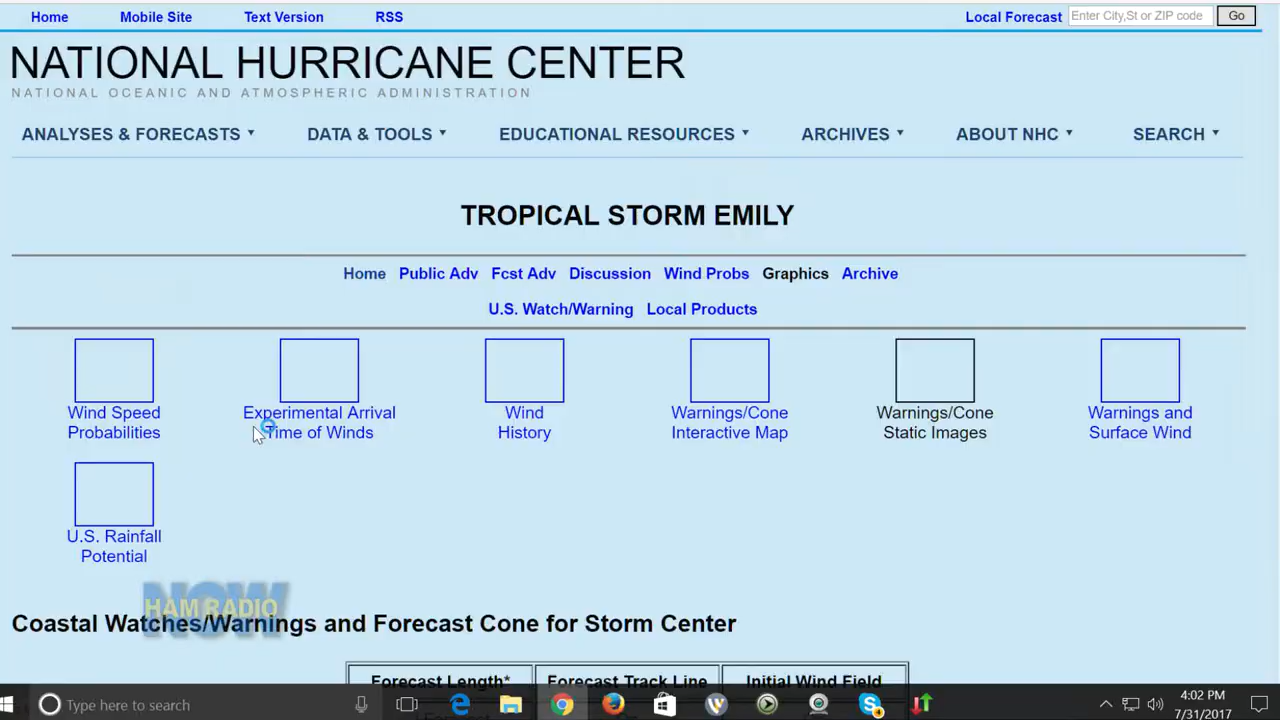 Home Mobile Site Text Version RSS Local Forecast Enter City,St or ZIP code Go
NATIONAL HURRICANE CENTER
NATIONAL OCEANIC AND ATMOSPHERIC ADMINISTRATION
ANALYSES & FORECASTS DATA & TOOLS EDUCATIONAL RESOURCES ARCHIVES ABOUT NHC SEARCH
TROPICAL STORM EMILY
Home Public Adv Fcst Adv Discussion Wind Probs Graphics Archive
U.S. Watch/Warning Local Products
Wind Speed Experimental Arrival Wind Warnings/Cone Warnings/Cone Warnings and
Probabilities Time of Winds History Interactive Map Static Images Surface Wind
U.S. Rainfall
Potential
NOW
HAM RADIO
Coastal Watches/Warnings and Forecast Cone for Storm Center
Forecast Length* Forecast Track Line Initial Wind Field
Type here to search 4:02 PM
7/31/2017